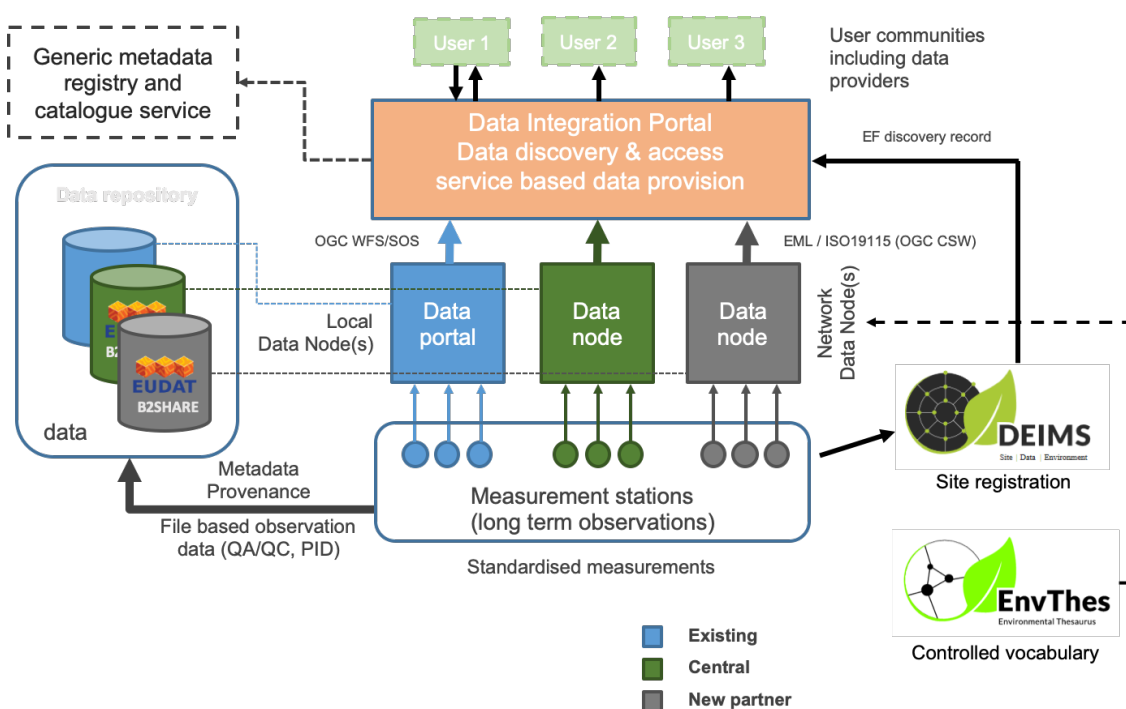 User 1
User 2
User 3
User communities
including data
providers
Generic metadata
registry and
catalogue service
Data Integration Portal
Data discovery & access
service based data provision
EF discovery record
Data repository
OGC WFS/SOS
EML / ISO19115 (OGC CSW)
Data
portal
Data
node
Data
node
Local
Data Node(s)
Network
Data Node(s)
E
B2
EUDAT
B2SHARE
data
DEIMS
Site | Data | Environment
Site registration
Metadata
Provenance
File based observation
data (QA/QC, PID)
Measurement stations
(long term observations)
Standardised measurements
EnvThes
Environmental Thesaurus
Controlled vocabulary
Existing
Central
New partner